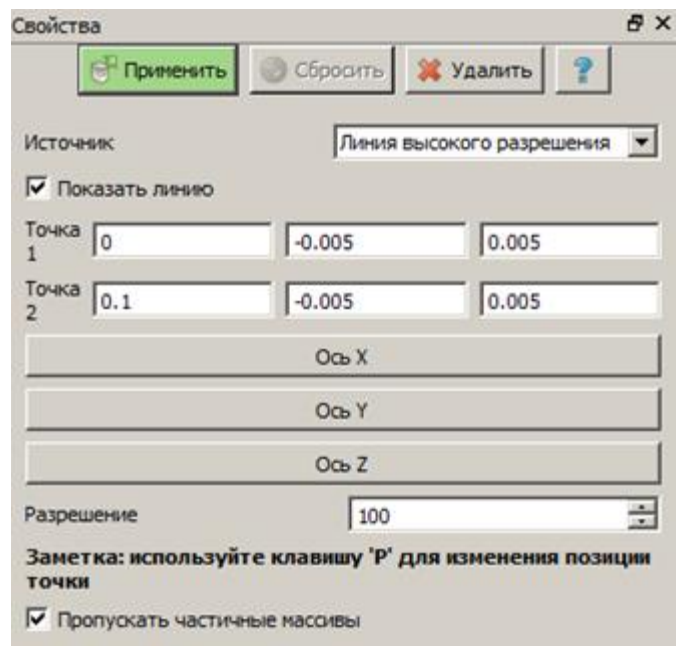 Свойства
Применить Сбросить Удалить ?
Источник Линия высокого разрешения
Показать линию
Точка 1 0 -0.005 0.005
Точка 2 0.1 -0.005 0.005
Ось X
Ось Y
Ось Z
Разрешение 100
Заметка: используйте клавишу 'P' для изменения позиции
точки
Пропускать частичные массивы